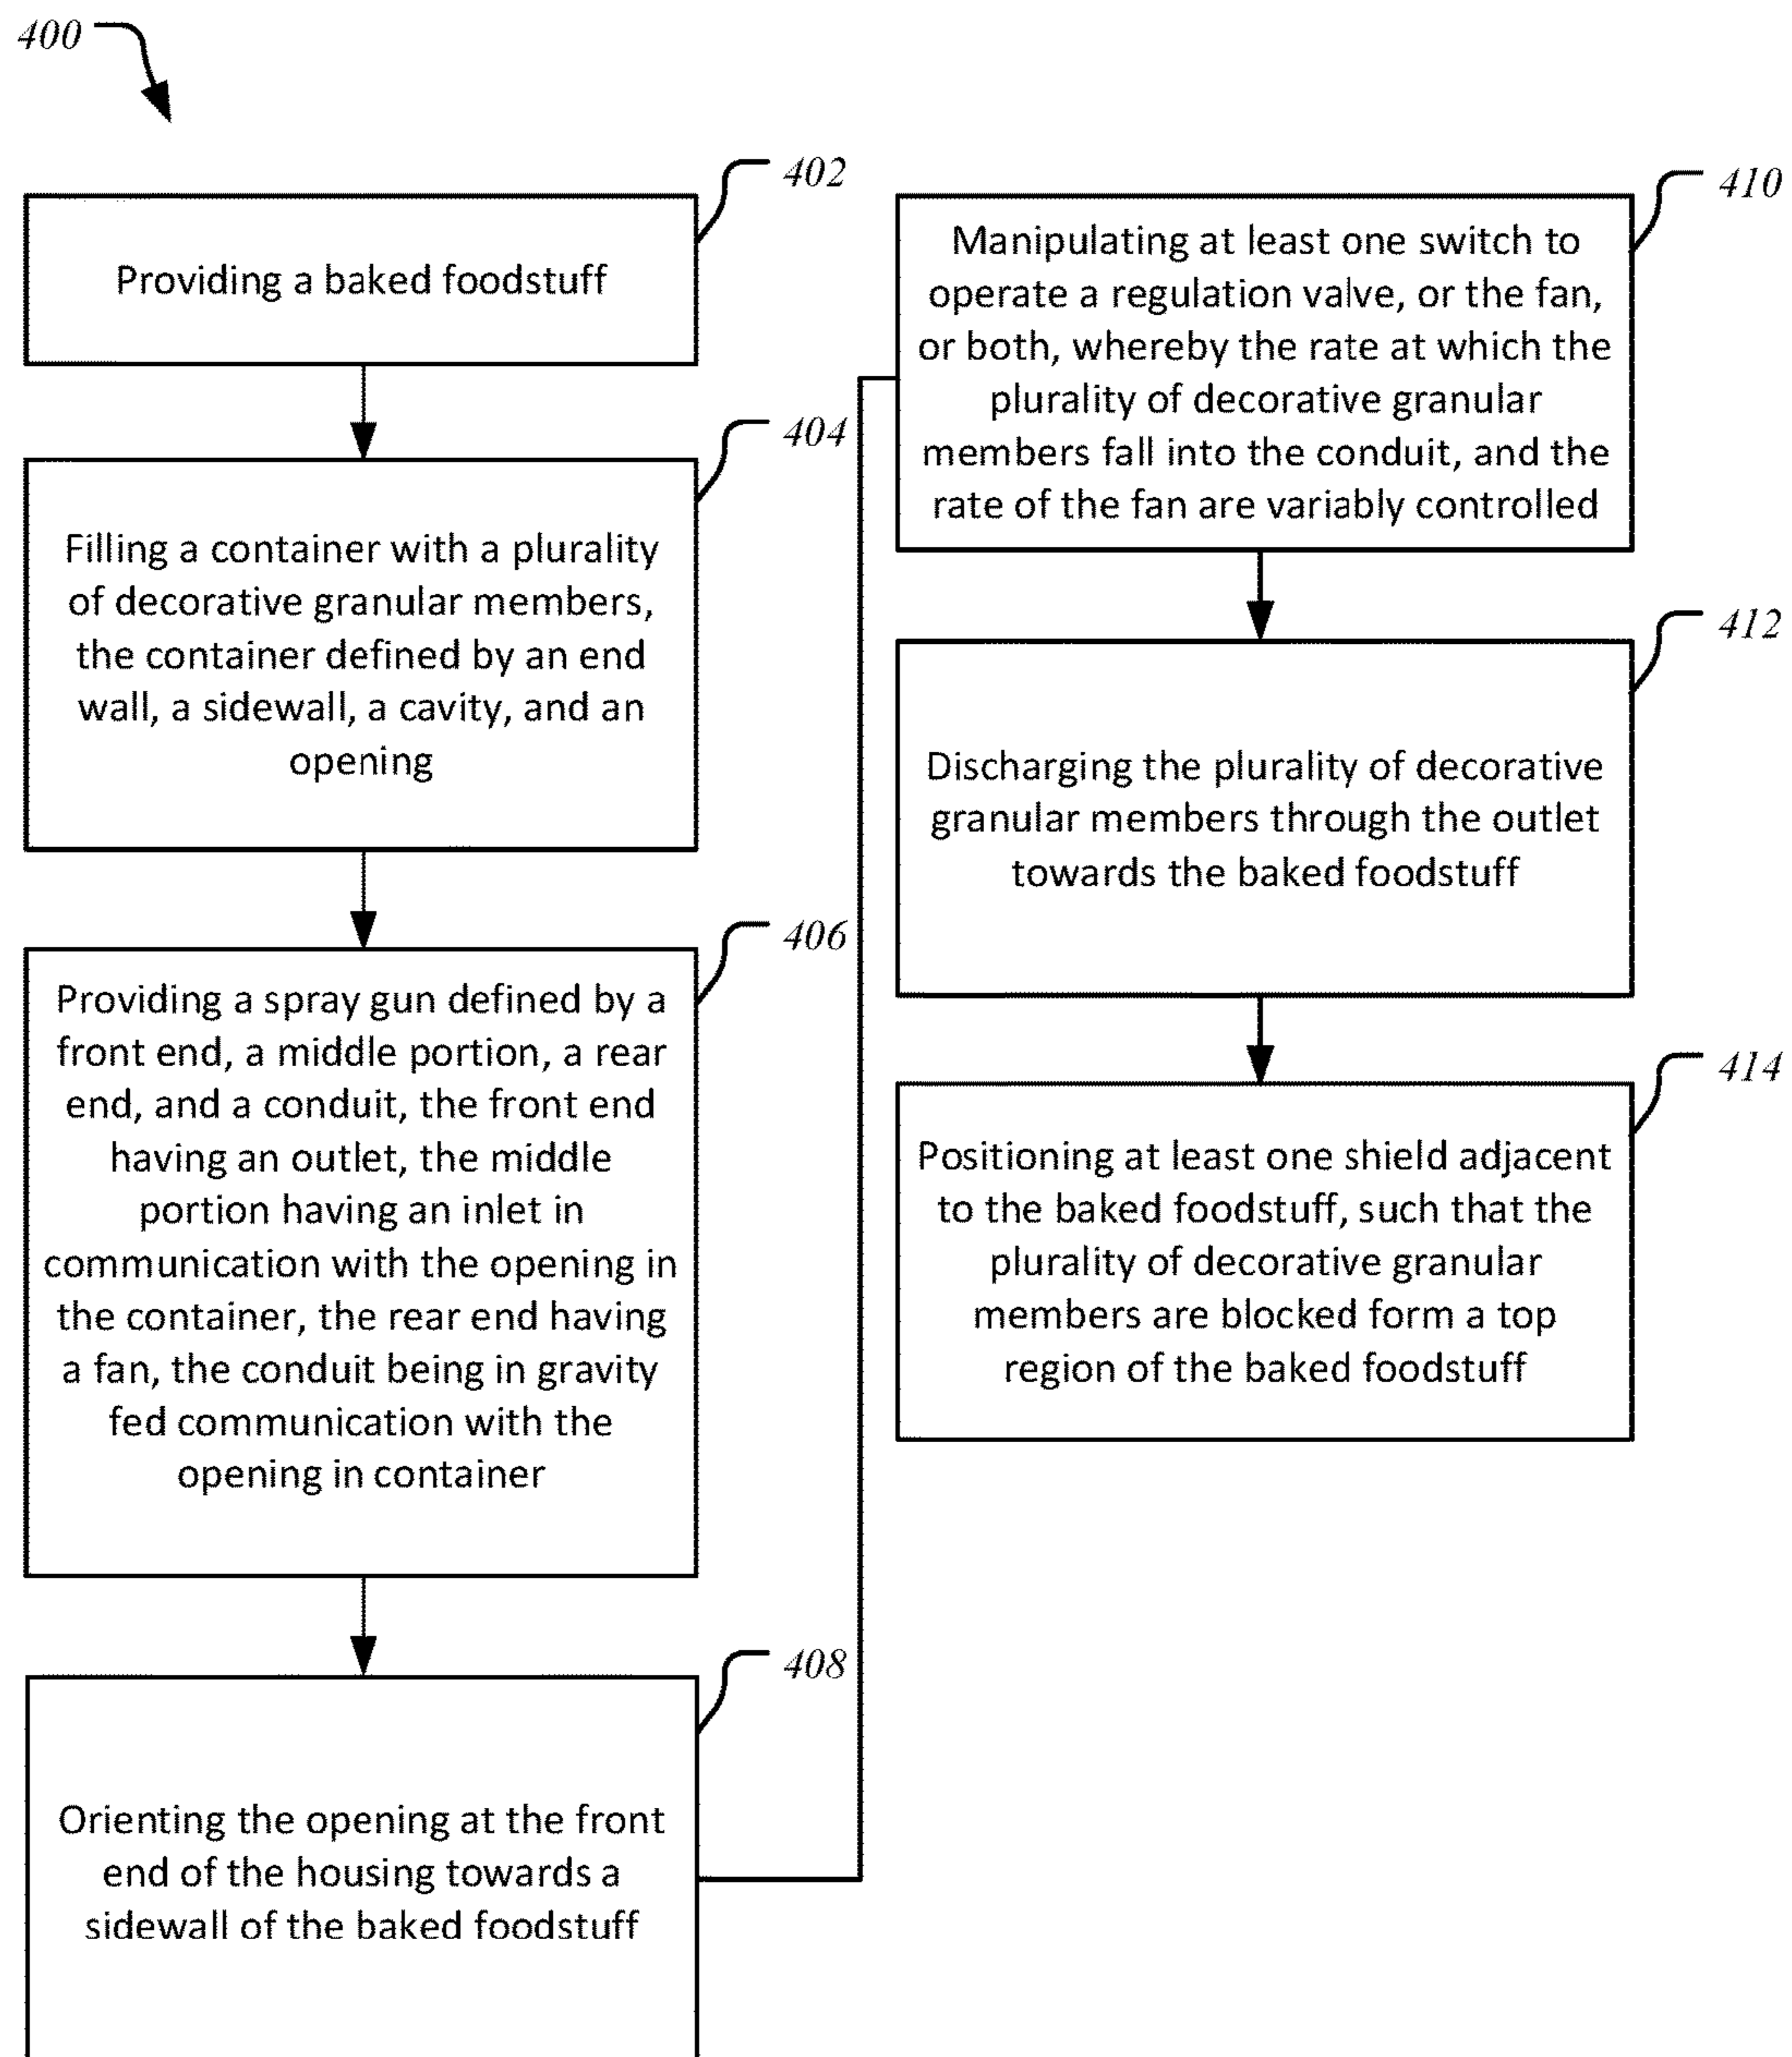 400
402
Providing a baked foodstuff
404
Filling a container with a plurality
of decorative granular members,
the container defined by an end
wall, a sidewall, a cavity, and an
opening
406
Providing a spray gun defined by a
front end, a middle portion, a rear
end, and a conduit, the front end
having an outlet, the middle
portion having an inlet in
communication with the opening in
the container, the rear end having
a fan, the conduit being in gravity
fed communication with the
opening in container
408
Orienting the opening at the front
end of the housing towards a
sidewall of the baked foodstuff
410
Manipulating at least one switch to
operate a regulation valve, or the fan,
or both, whereby the rate at which the
plurality of decorative granular
members fall into the conduit, and the
rate of the fan are variably controlled
412
Discharging the plurality of decorative
granular members through the outlet
towards the baked foodstuff
414
Positioning at least one shield adjacent
to the baked foodstuff, such that the
plurality of decorative granular
members are blocked form a top
region of the baked foodstuff